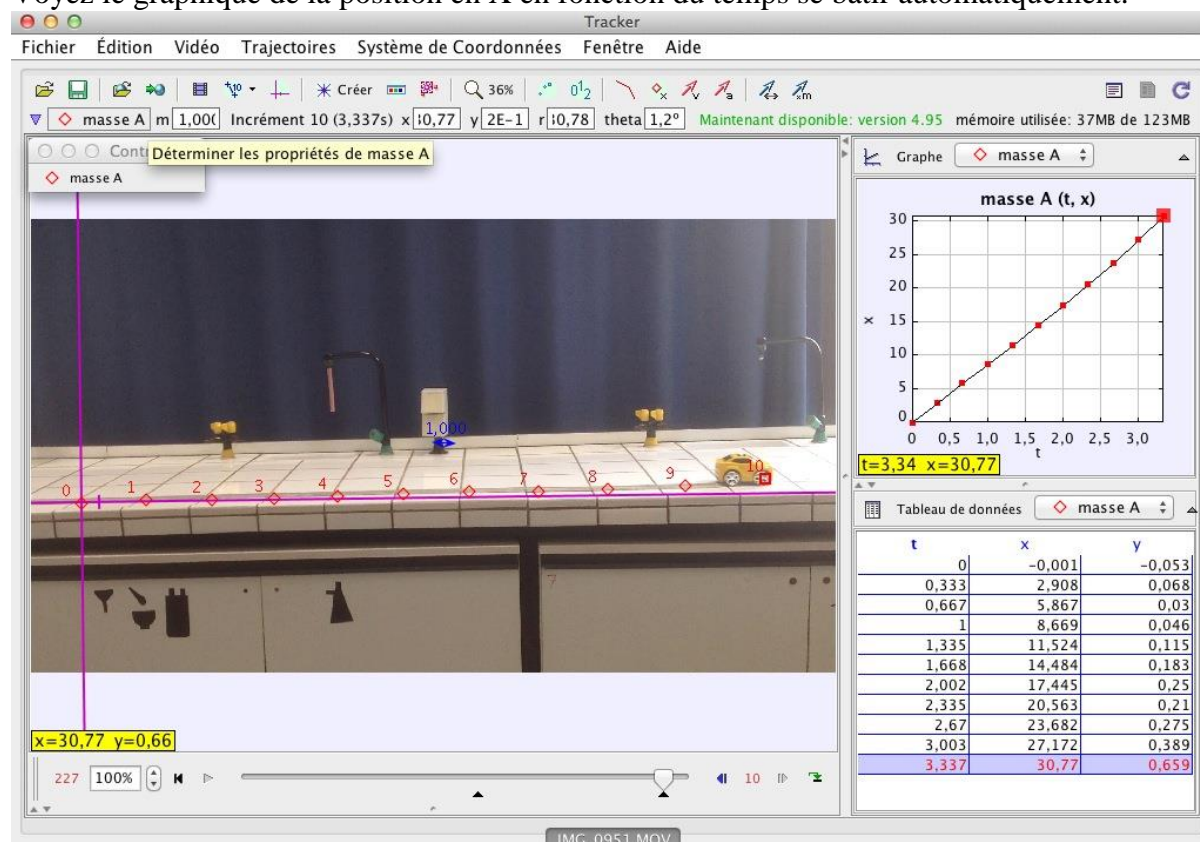 Voyez le graphique de la position en X en fonction du temps se bâtir automatiquement.
Tracker
Fichier Édition Vidéo Trajectoires Système de Coordonnées Fenêtre Aide
Créer 36%
masse A m 1,00( Incrément 10 (3,337s) x 30,77 y 2E-1 r 30,78 theta 1,2° Maintenant disponible: version 4.95 mémoire utilisée: 37MB de 123MB
Cont
Déterminer les propriétés de masse A
masse A
1,000
0 1 2 3 4 5 6 7 8 9 10
7
x=30,77 y=0,66
227 100% 10
Graphe masse A
masse A (t, x)
30
25
20
15
10
5
0
x
0 0,5 1,0 1,5 2,0 2,5 3,0
t
t=3,34 x=30,77
Tableau de données masse A
t x y
0 -0,001 -0,053
0,333 2,908 0,068
0,667 5,867 0,03
1 8,669 0,046
1,335 11,524 0,115
1,668 14,484 0,183
2,002 17,445 0,25
2,335 20,563 0,21
2,67 23,682 0,275
3,003 27,172 0,389
3,337 30,77 0,659
IMG_0951.MOV